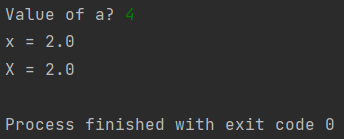 Value of a? 4
x = 2.0
X = 2.0
Process finished with exit code 0